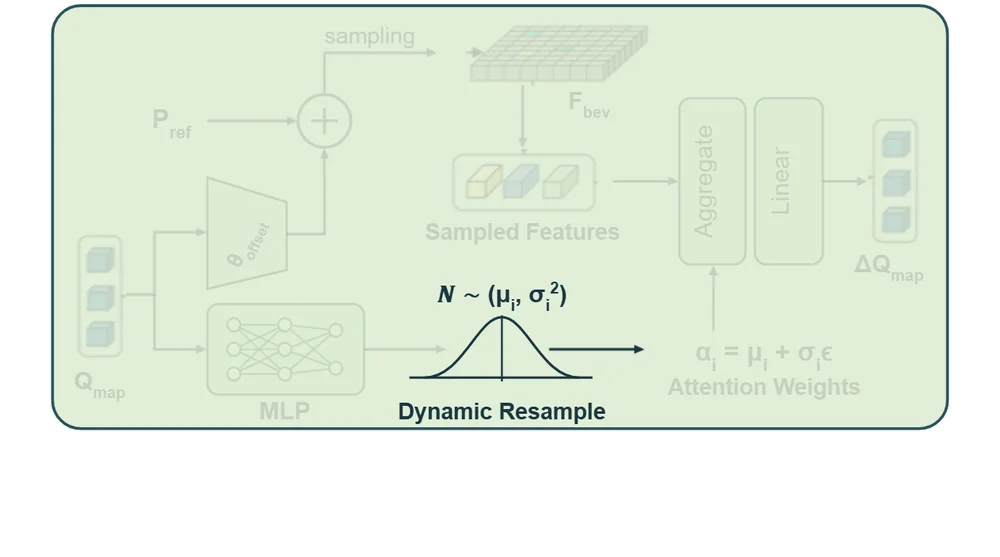 sampling
P_ref
F_bev
θ_offset
Sampled Features
Aggregate
Linear
ΔQ_map
N ~ (μ_i, σ_i^2)
α_i = μ_i + σ_iϵ
Attention Weights
Q_map
MLP
Dynamic Resample